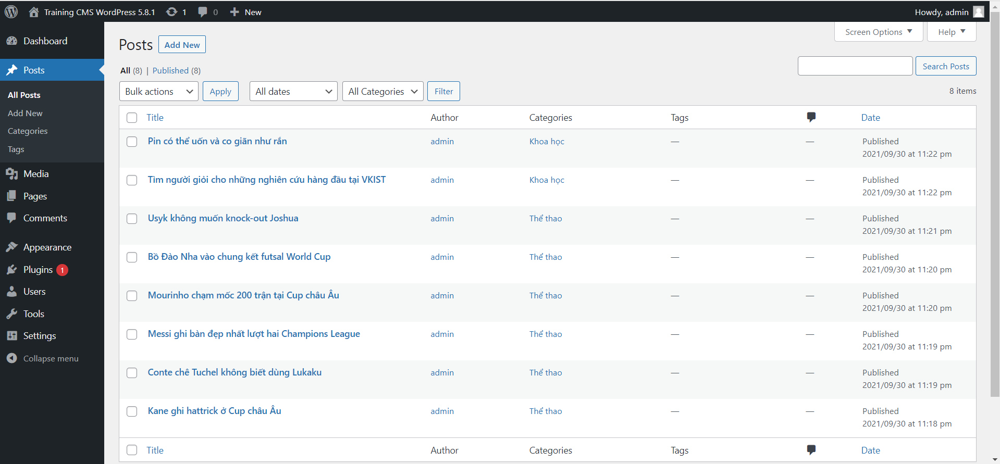 Training CMS WordPress 5.8.1 1 0 New Howdy, admin
Screen Options Help
Dashboard
Posts
All Posts
Add New
Categories
Tags
Media
Pages
Comments
Appearance
Plugins 1
Users
Tools
Settings
Collapse menu
Posts Add New
All (8) | Published (8)
Search Posts
Bulk actions Apply All dates All Categories Filter
8 items
Title Author Categories Tags Date
Pin có thể uốn và co giãn như rắn admin Khoa học — — Published
2021/09/30 at 11:22 pm
Tìm người giỏi cho những nghiên cứu hàng đầu tại VKIST admin Khoa học — — Published
2021/09/30 at 11:22 pm
Usyk không muốn knock-out Joshua admin Thể thao — — Published
2021/09/30 at 11:21 pm
Bồ Đào Nha vào chung kết futsal World Cup admin Thể thao — — Published
2021/09/30 at 11:20 pm
Mourinho chạm mốc 200 trận tại Cup châu Âu admin Thể thao — — Published
2021/09/30 at 11:20 pm
Messi ghi bàn đẹp nhất lượt hai Champions League admin Thể thao — — Published
2021/09/30 at 11:19 pm
Conte chê Tuchel không biết dùng Lukaku admin Thể thao — — Published
2021/09/30 at 11:19 pm
Kane ghi hattrick ở Cup châu Âu admin Thể thao — — Published
2021/09/30 at 11:18 pm
Title Author Categories Tags Date